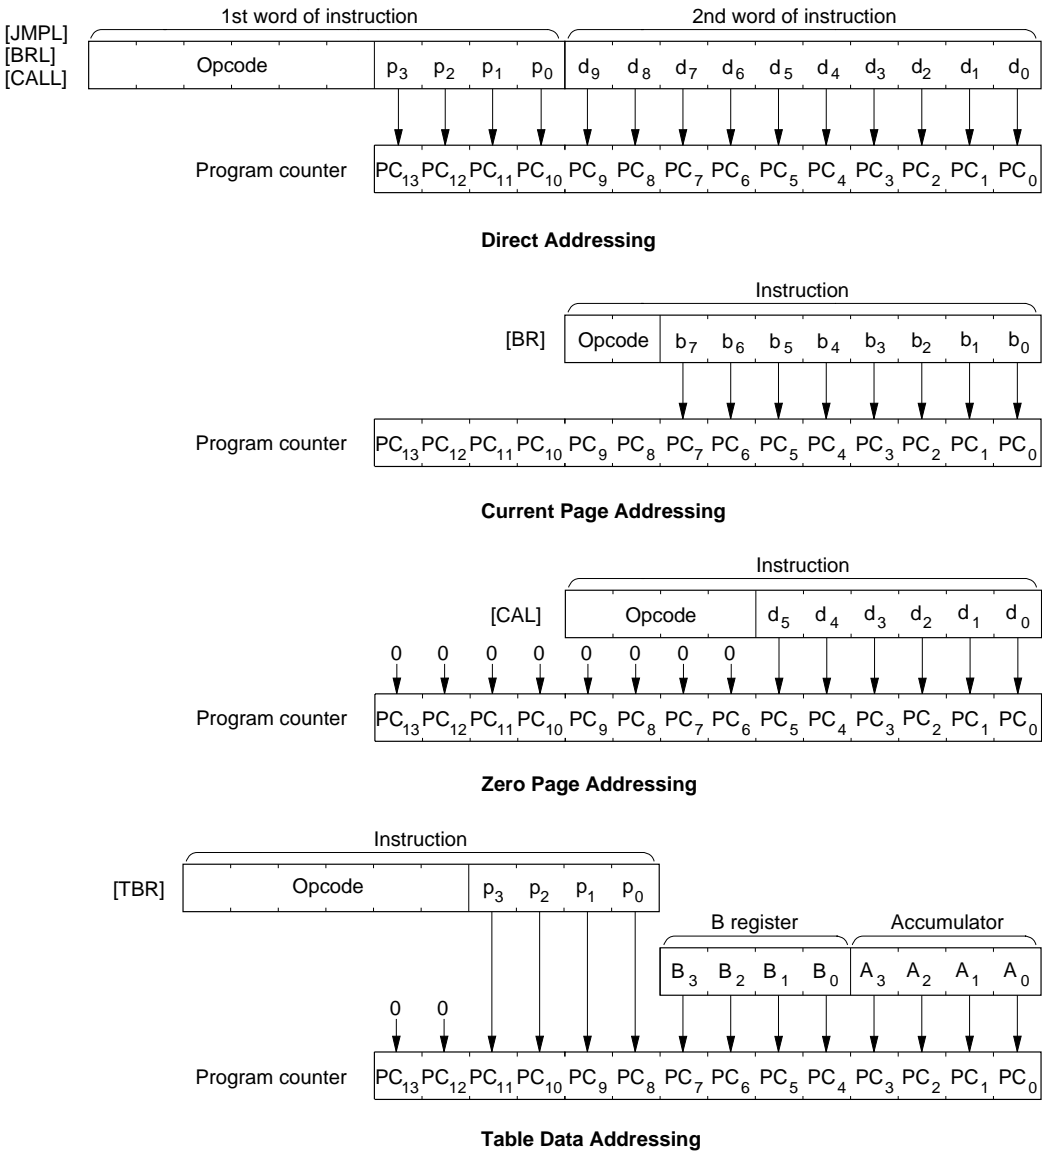 1st word of instruction 2nd word of instruction
[JMPL]
[BRL]
[CALL]
Opcode p3 p2 p1 p0 d9 d8 d7 d6 d5 d4 d3 d2 d1 d0
Program counter PC13 PC12 PC11 PC10 PC9 PC8 PC7 PC6 PC5 PC4 PC3 PC2 PC1 PC0
Direct Addressing
Instruction
[BR] Opcode b7 b6 b5 b4 b3 b2 b1 b0
Program counter PC13 PC12 PC11 PC10 PC9 PC8 PC7 PC6 PC5 PC4 PC3 PC2 PC1 PC0
Current Page Addressing
Instruction
[CAL] Opcode d5 d4 d3 d2 d1 d0
0 0 0 0 0 0 0 0
Program counter PC13 PC12 PC11 PC10 PC9 PC8 PC7 PC6 PC5 PC4 PC3 PC2 PC1 PC0
Zero Page Addressing
Instruction
[TBR] Opcode p3 p2 p1 p0
B register Accumulator
B3 B2 B1 B0 A3 A2 A1 A0
0 0
Program counter PC13 PC12 PC11 PC10 PC9 PC8 PC7 PC6 PC5 PC4 PC3 PC2 PC1 PC0
Table Data Addressing